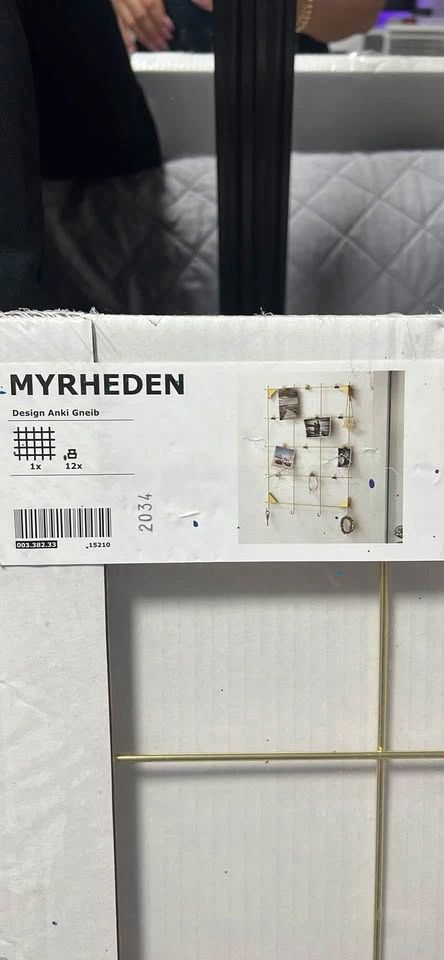 MYRHEDEN
Design Anki Gneib
1x
12x
2034
003.382.33
15210